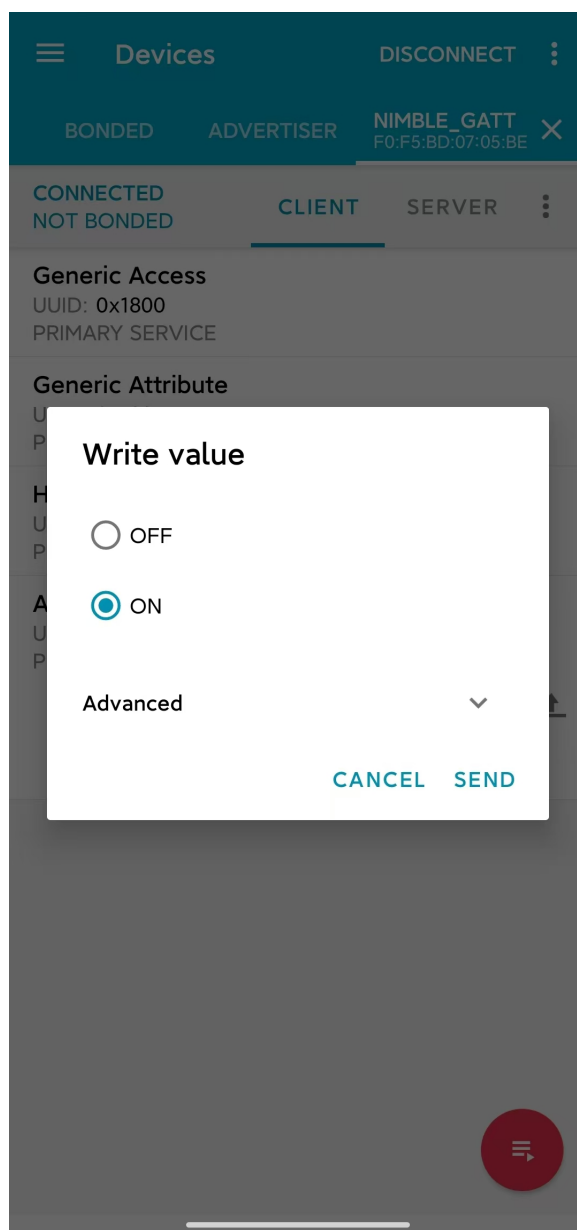 Devices
DISCONNECT
BONDED
ADVERTISER
NIMBLE_GATT
F0:F5:BD:07:05:BE
CONNECTED
NOT BONDED
CLIENT
SERVER
Generic Access
UUID: 0x1800
PRIMARY SERVICE
Generic Attribute
U
P
H
U
P
A
U
P
Write value
OFF
ON
Advanced
CANCEL
SEND